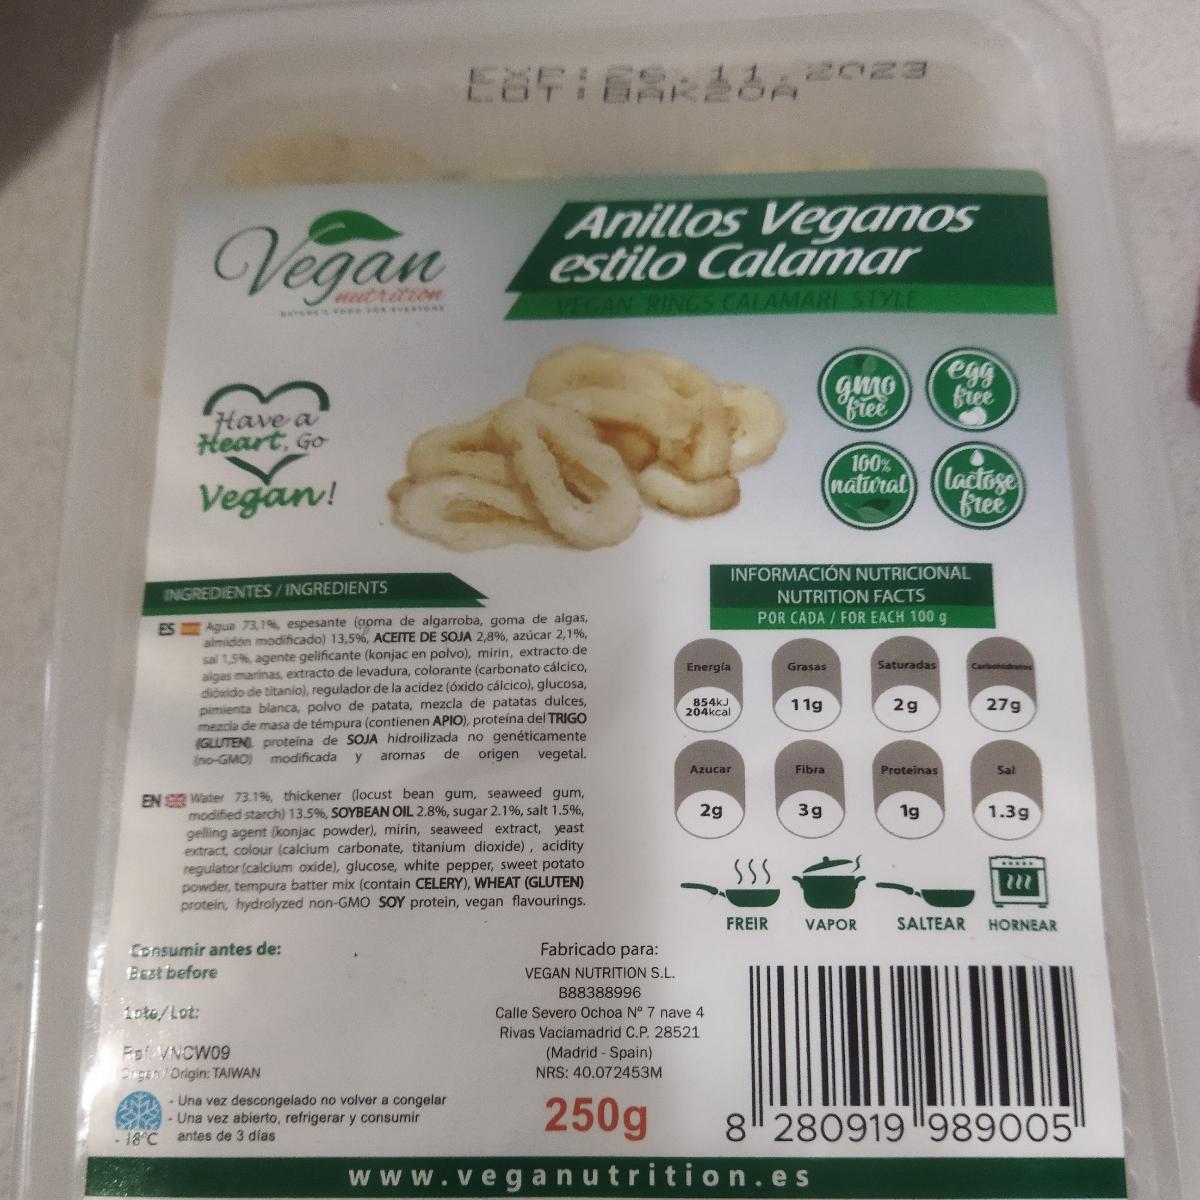 EXP: 26.11.2023
LOT: BAK20A
Vegan
nutrition
NATURE'S FOOD FOR EVERYONE
Anillos Veganos
estilo Calamar
VEGAN RINGS CALAMARI STYLE
Have a
Heart, Go
Vegan!
gmo
free
egg
free
100%
natural
lactose
free
INGREDIENTES / INGREDIENTS
ES Agua 73,1%, espesante (goma de algarroba, goma de algas,
almidón modificado) 13,5%, ACEITE DE SOJA 2,8%, azúcar 2,1%,
sal 1,5%, agente gelificante (konjac en polvo), mirin, extracto de
algas marinas, extracto de levadura, colorante (carbonato cálcico,
dióxido de titanio), regulador de la acidez (óxido cálcico), glucosa,
pimienta blanca, polvo de patata, mezcla de patatas dulces,
mezcla de masa de témpura (contienen APIO), proteína del TRIGO
(GLUTEN), proteína de SOJA hidroilizada no genéticamente
(no-GMO) modificada y aromas de origen vegetal.
EN Water 73.1%, thickener (locust bean gum, seaweed gum,
modified starch) 13.5%, SOYBEAN OIL 2.8%, sugar 2.1%, salt 1.5%,
gelling agent (konjac powder), mirin, seaweed extract, yeast
extract, colour (calcium carbonate, titanium dioxide) , acidity
regulator (calcium oxide), glucose, white pepper, sweet potato
powder, tempura batter mix (contain CELERY), WHEAT (GLUTEN)
protein, hydrolyzed non-GMO SOY protein, vegan flavourings.
INFORMACIÓN NUTRICIONAL
NUTRITION FACTS
POR CADA / FOR EACH 100 g
Energía Grasas Saturadas Carbohidratos
854kJ
204kcal 11g 2g 27g
Azucar Fibra Proteinas Sal
2g 3g 1g 1.3g
FREIR VAPOR SALTEAR HORNEAR
Consumir antes de:
Best before
Lote/Lot:
Ref: VNCW09
Origen / Origin: TAIWAN
- 18ºC
- Una vez descongelado no volver a congelar
- Una vez abierto, refrigerar y consumir
antes de 3 días
Fabricado para:
VEGAN NUTRITION S.L.
B88388996
Calle Severo Ochoa Nº 7 nave 4
Rivas Vaciamadrid C.P. 28521
(Madrid - Spain)
NRS: 40.072453M
250g
8 280919 989005
www.vegannutrition.es